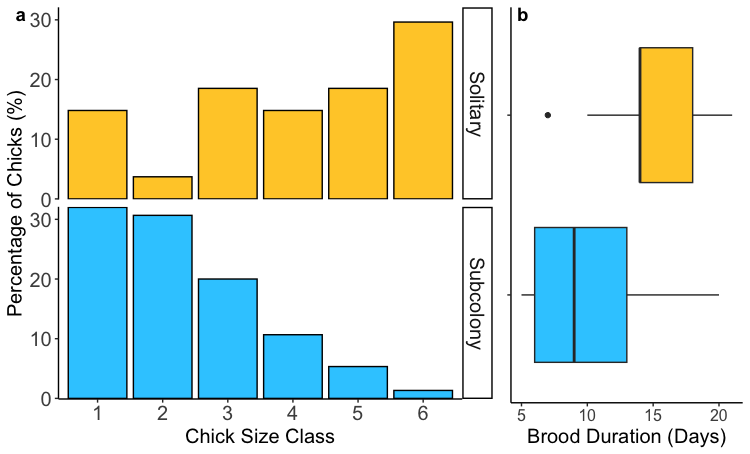 a
b
Percentage of Chicks (%)
30
20
10
0
Solitary
30
20
10
0
Subcolony
1 2 3 4 5 6
Chick Size Class
5 10 15 20
Brood Duration (Days)